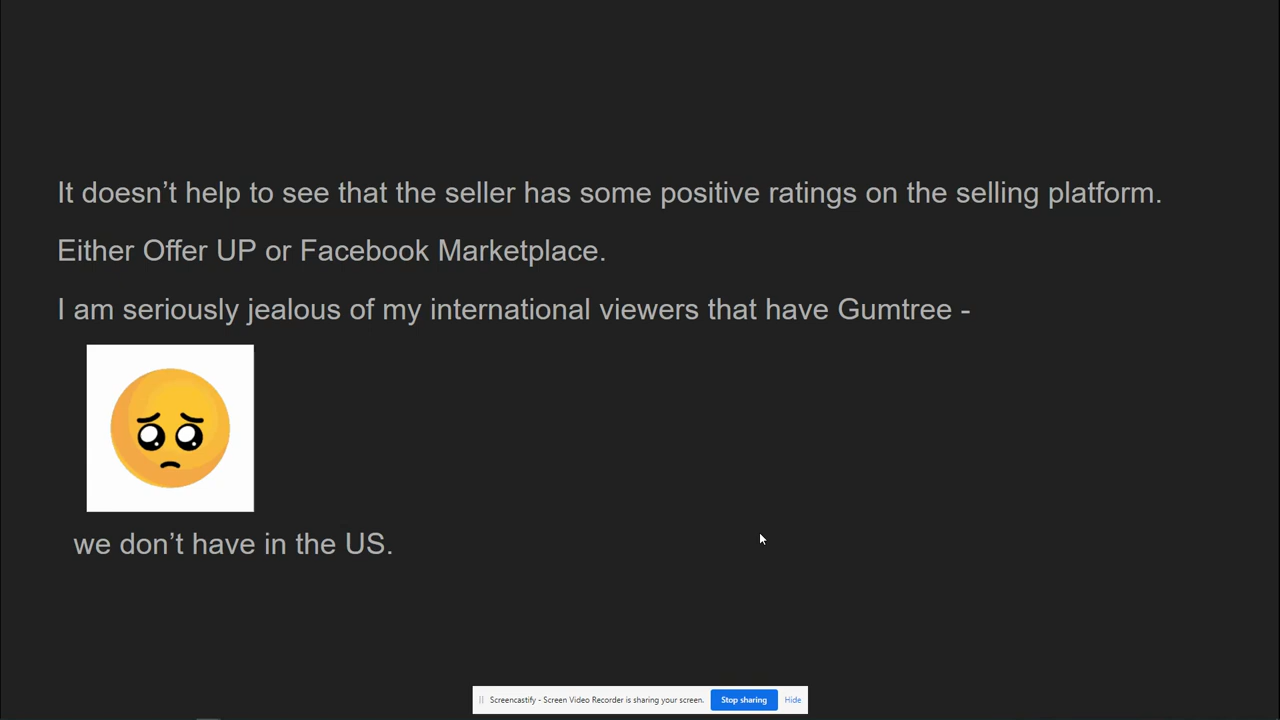 It doesn’t help to see that the seller has some positive ratings on the selling platform.
Either Offer UP or Facebook Marketplace.
I am seriously jealous of my international viewers that have Gumtree -
we don’t have in the US.
Screencastify - Screen Video Recorder is sharing your screen. Stop sharing Hide